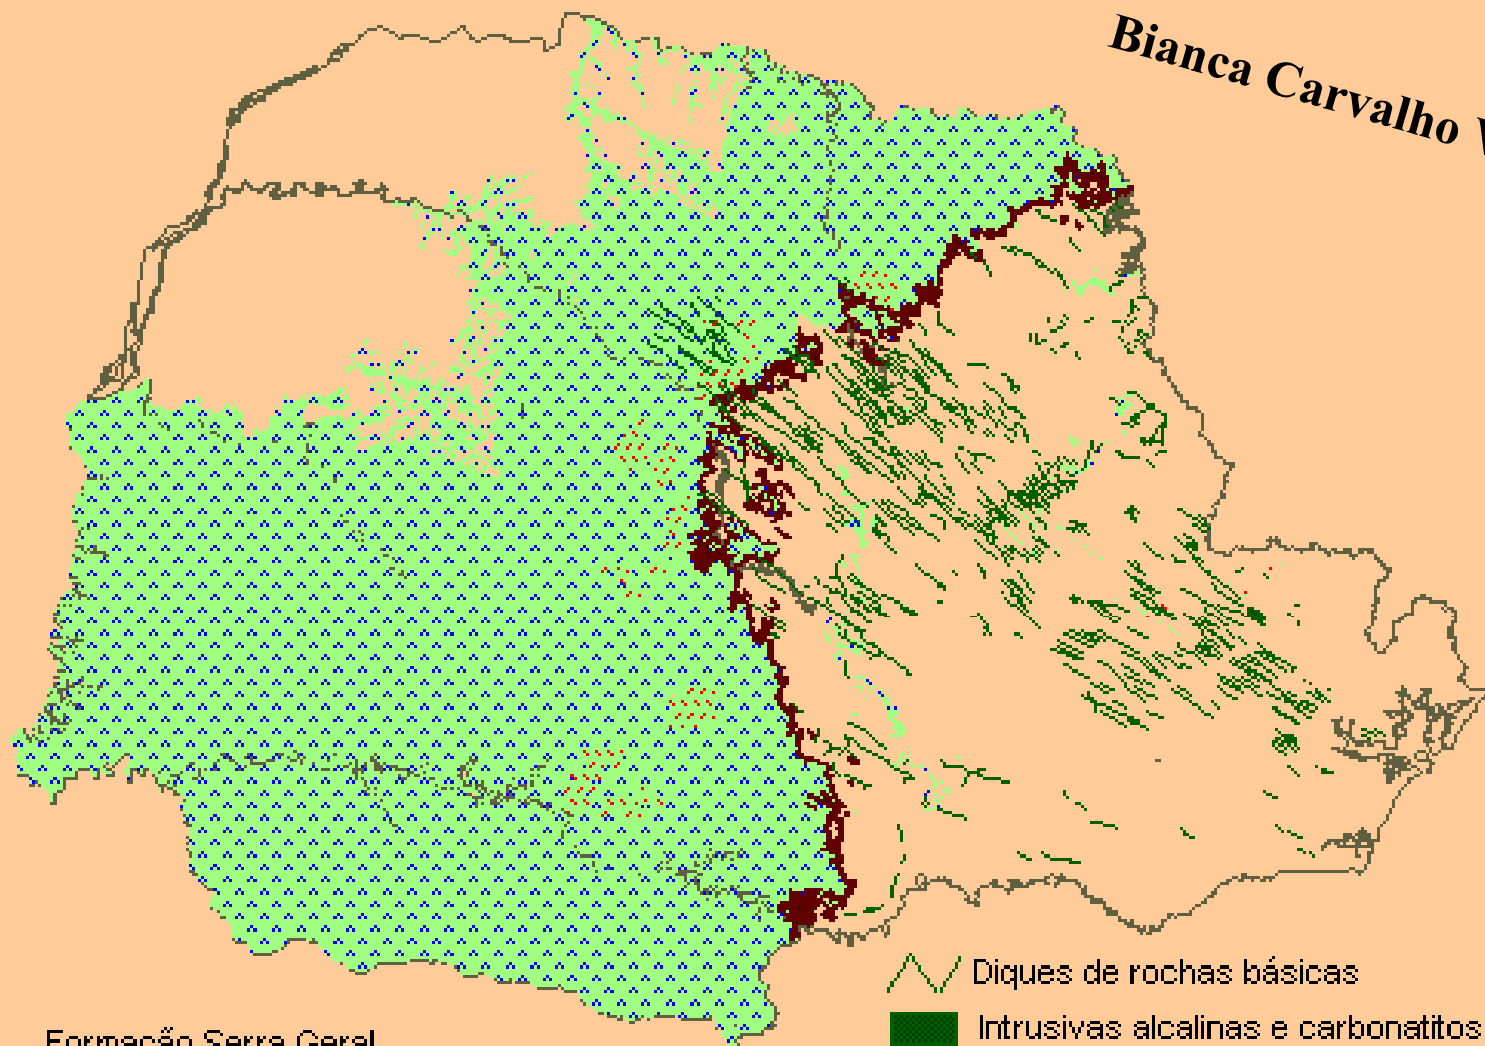 Bianca Carvalho
Diques de rochas básicas
Intrusivas alcalinas e carbonatitos
Formação Serra Geral